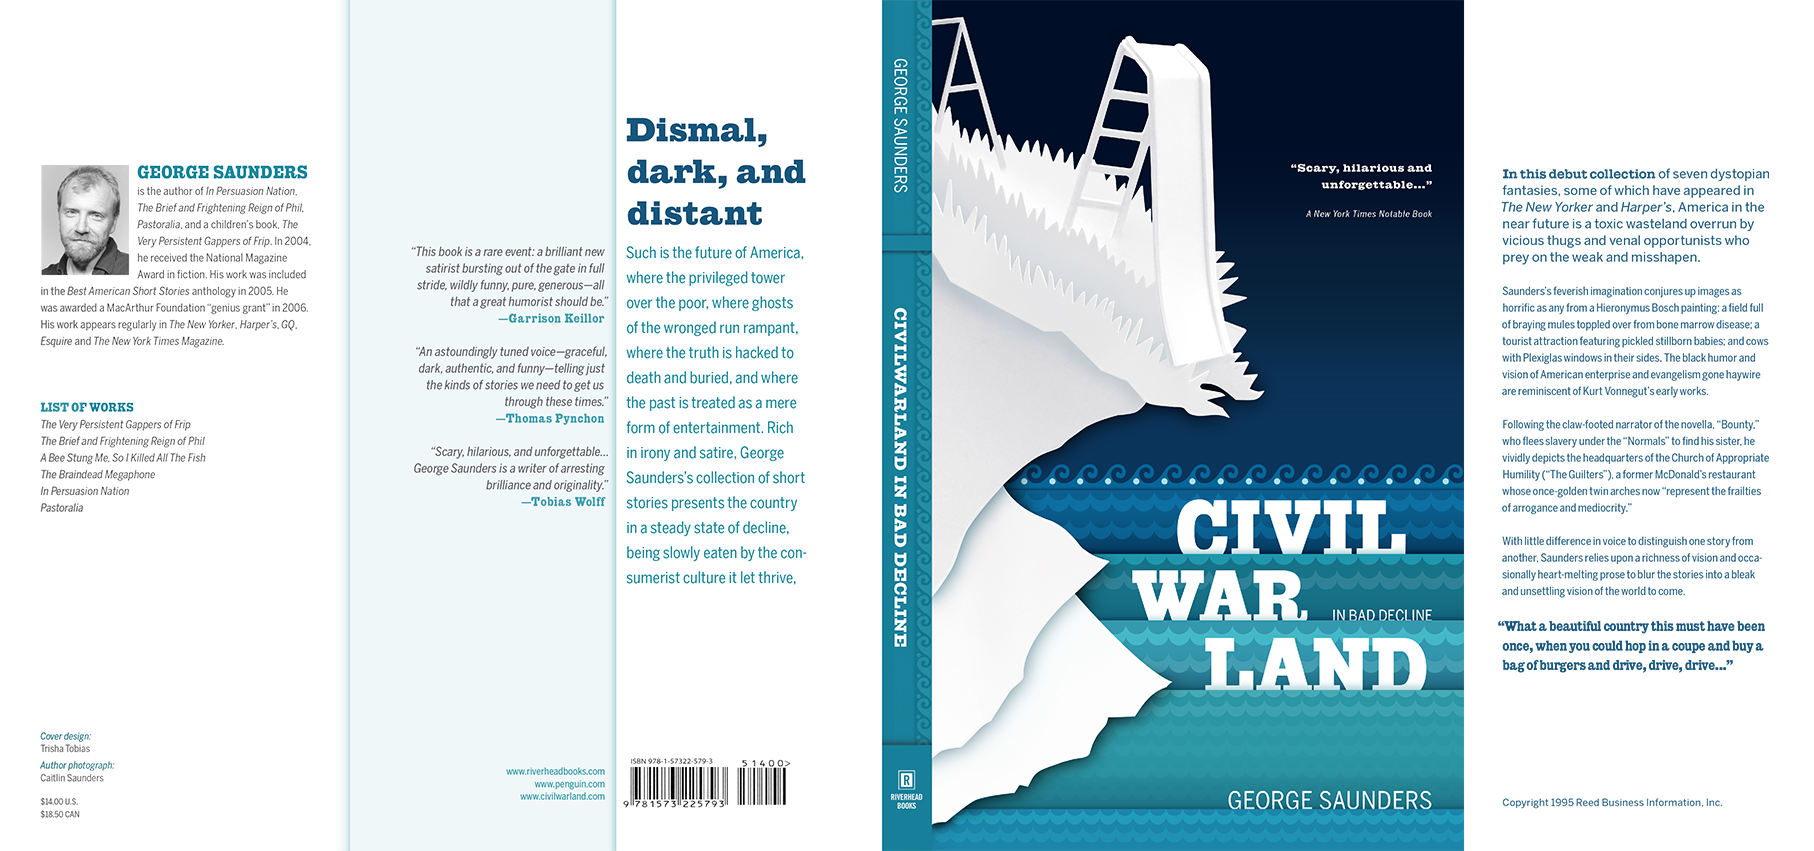 GEORGE SAUNDERS
is the author of In Persuasion Nation,
The Brief and Frightening Reign of Phil,
Pastoralia, and a children's book, The
Very Persistent Gappers of Frip. In 2004,
he received the National Magazine
Award in fiction. His work was included
in the Best American Short Stories anthology in 2005. He
was awarded a MacArthur Foundation "genius grant" in 2006.
His work appears regularly in The New Yorker, Harper's, GQ,
Esquire and The New York Times Magazine.
LIST OF WORKS
The Very Persistent Gappers of Frip
The Brief and Frightening Reign of Phil
A Bee Stung Me, So I Killed All The Fish
The Braindead Megaphone
In Persuasion Nation
Pastoralia
Cover design:
Trisha Tobias
Author photograph:
Caitlin Saunders
$14.00 U.S.
$18.50 CAN
"This book is a rare event: a brilliant new
satirist bursting out of the gate in full
stride, wildly funny, pure, generous—all
that a great humorist should be."
—Garrison Keillor
"An astoundingly tuned voice—graceful,
dark, authentic, and funny—telling just
the kinds of stories we need to get us
through these times."
—Thomas Pynchon
"Scary, hilarious, and unforgettable...
George Saunders is a writer of arresting
brilliance and originality."
—Tobias Wolff
www.riverheadbooks.com
www.penguin.com
www.civilwarland.com
Dismal,
dark, and
distant
Such is the future of America,
where the privileged tower
over the poor, where ghosts
of the wronged run rampant,
where the truth is hacked to
death and buried, and where
the past is treated as a mere
form of entertainment. Rich
in irony and satire, George
Saunders's collection of short
stories presents the country
in a steady state of decline,
being slowly eaten by the con-
sumerist culture it let thrive,
ISBN 978-1-57322-579-3
51400>
9 781573 225793
GEORGE SAUNDERS
CIVILWARLAND IN BAD DECLINE
R
RIVERHEAD
BOOKS
"Scary, hilarious and
unforgettable..."
A New York Times Notable Book
CIVIL
WAR
IN BAD DECLINE
LAND
GEORGE SAUNDERS
In this debut collection of seven dystopian
fantasies, some of which have appeared in
The New Yorker and Harper's, America in the
near future is a toxic wasteland overrun by
vicious thugs and venal opportunists who
prey on the weak and misshapen.
Saunders's feverish imagination conjures up images as
horrific as any from a Hieronymus Bosch painting: a field full
of braying mules toppled over from bone marrow disease; a
tourist attraction featuring pickled stillborn babies; and cows
with Plexiglas windows in their sides. The black humor and
vision of American enterprise and evangelism gone haywire
are reminiscent of Kurt Vonnegut's early works.
Following the claw-footed narrator of the novella, "Bounty,"
who flees slavery under the "Normals" to find his sister, he
vividly depicts the headquarters of the Church of Appropriate
Humility ("The Guilters"), a former McDonald's restaurant
whose once-golden twin arches now "represent the frailties
of arrogance and mediocrity."
With little difference in voice to distinguish one story from
another, Saunders relies upon a richness of vision and occa-
sionally heart-melting prose to blur the stories into a bleak
and unsettling vision of the world to come.
"What a beautiful country this must have been
once, when you could hop in a coupe and buy a
bag of burgers and drive, drive, drive..."
Copyright 1995 Reed Business Information, Inc.